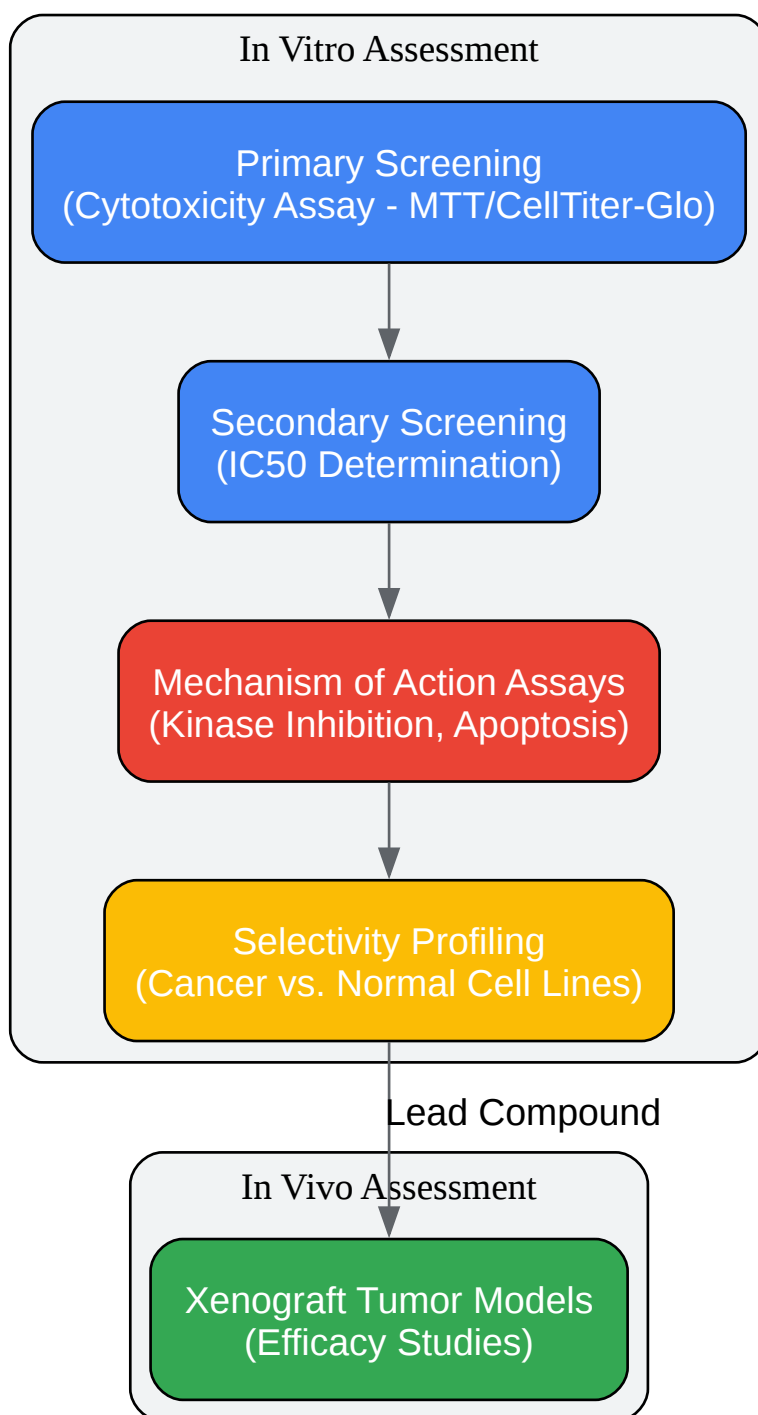 In Vitro Assessment
Primary Screening
(Cytotoxicity Assay - MTT/CellTiter-Glo)
Secondary Screening
(IC50 Determination)
Mechanism of Action Assays
(Kinase Inhibition, Apoptosis)
Selectivity Profiling
(Cancer vs. Normal Cell Lines)
Lead Compound
In Vivo Assessment
Xenograft Tumor Models
(Efficacy Studies)